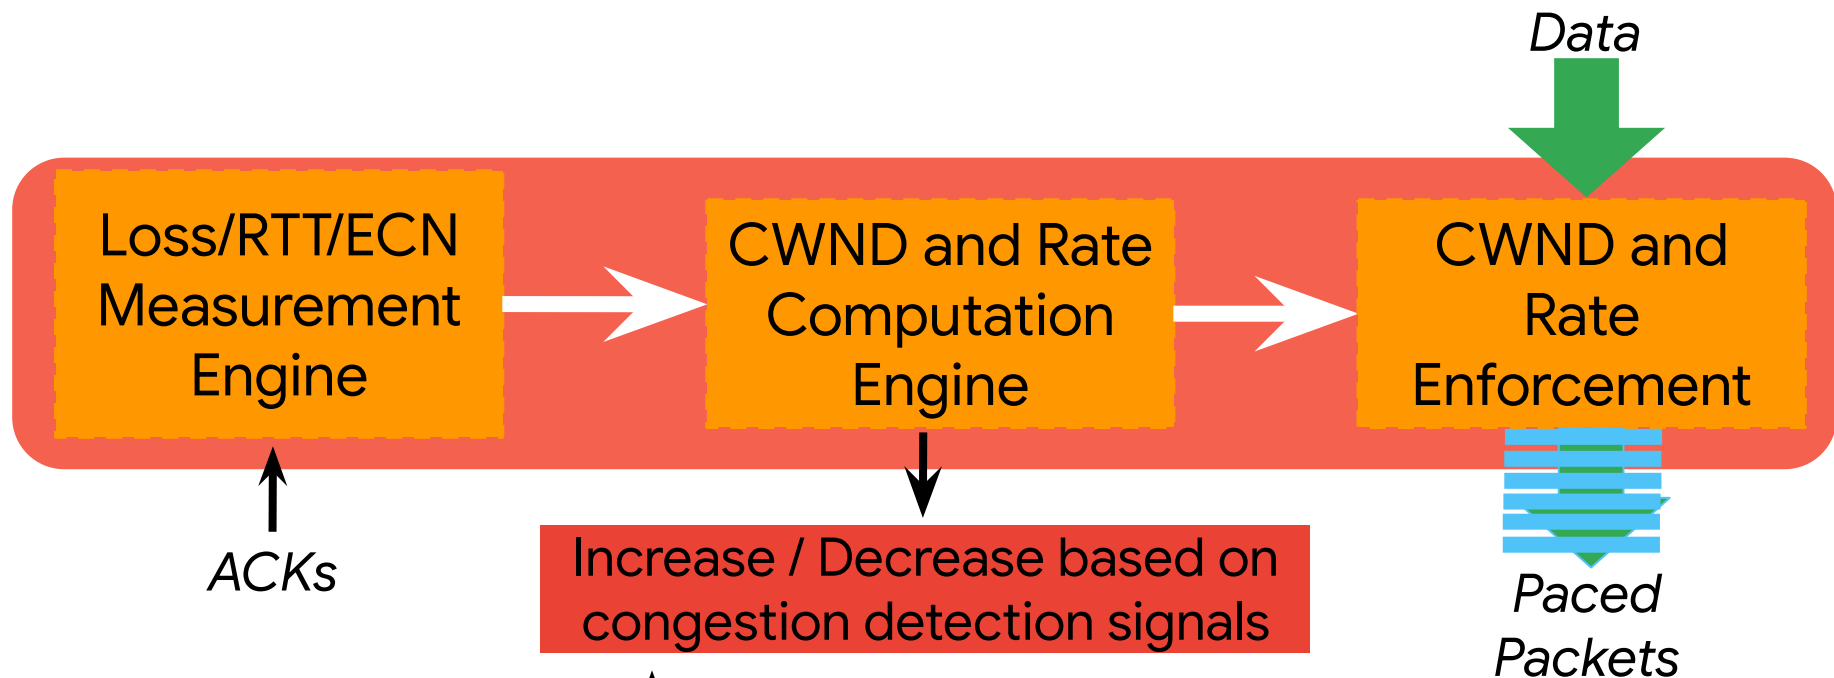 Data
Loss/RTT/ECN
Measurement
Engine
CWND and Rate
Computation
Engine
CWND and
Rate
Enforcement
ACKs
Increase / Decrease based on
congestion detection signals
Paced
Packets